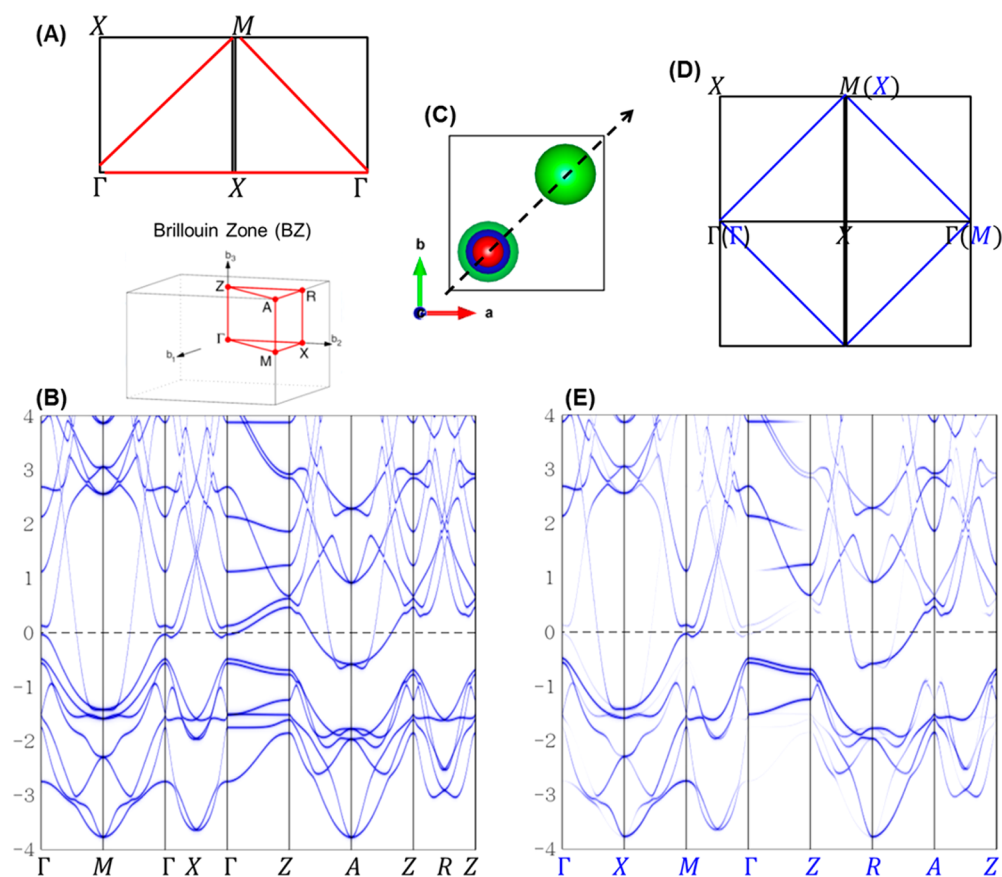 (A)
X M
Γ X Γ
Brillouin Zone (BZ)
b3
Z R
A
Γ
b1 M X b2
(C)
b
a
(D)
X M(X)
Γ(Γ) X Γ(M)
(B)
4
3
2
1
0
-1
-2
-3
-4
Γ M Γ X Γ Z A Z R Z
(E)
4
3
2
1
0
-1
-2
-3
-4
Γ X M Γ Z R A Z